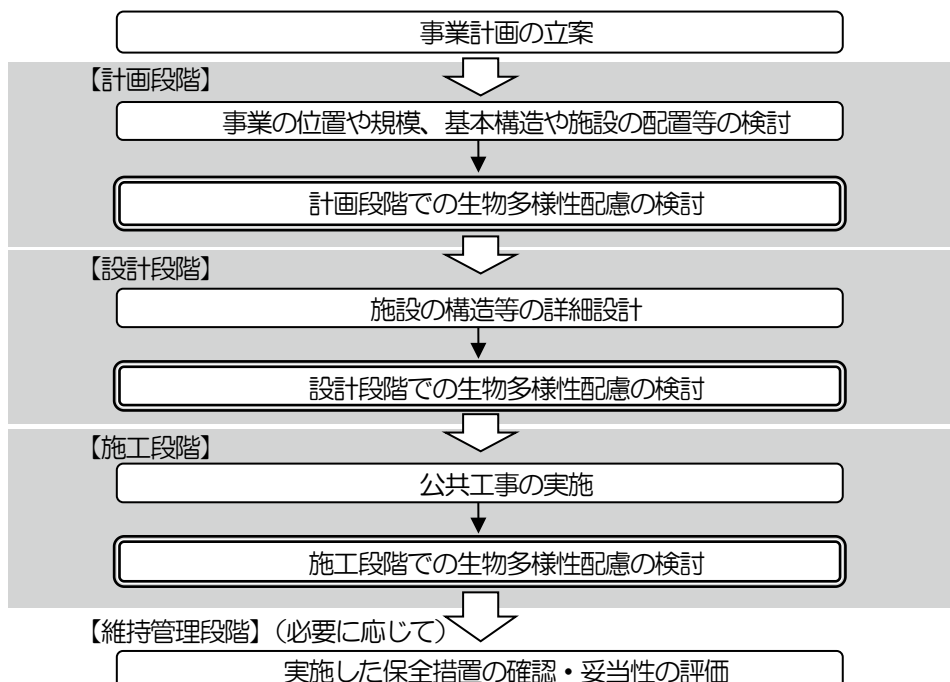 事業計画の立案
【計画段階】
事業の位置や規模、基本構造や施設の配置等の検討
計画段階での生物多様性配慮の検討
【設計段階】
施設の構造等の詳細設計
設計段階での生物多様性配慮の検討
【施工段階】
公共工事の実施
施工段階での生物多様性配慮の検討
【維持管理段階】（必要に応じて）
実施した保全措置の確認・妥当性の評価